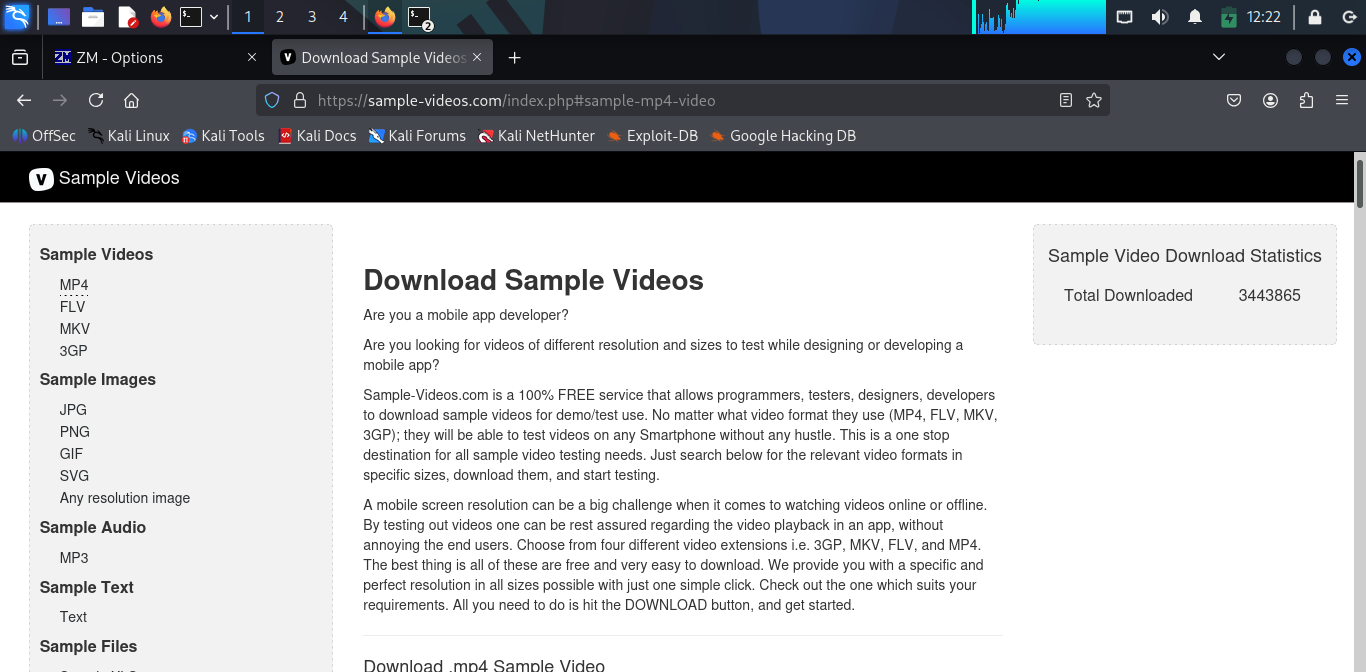 1 2 3 4
2
12:22
ZM - Options
Download Sample Videos
https://sample-videos.com/index.php#sample-mp4-video
OffSec Kali Linux Kali Tools Kali Docs Kali Forums Kali NetHunter Exploit-DB Google Hacking DB
V Sample Videos
Sample Videos
MP4
FLV
MKV
3GP
Sample Images
JPG
PNG
GIF
SVG
Any resolution image
Sample Audio
MP3
Sample Text
Text
Sample Files
Download Sample Videos
Are you a mobile app developer?
Are you looking for videos of different resolution and sizes to test while designing or developing a
mobile app?
Sample-Videos.com is a 100% FREE service that allows programmers, testers, designers, developers
to download sample videos for demo/test use. No matter what video format they use (MP4, FLV, MKV,
3GP); they will be able to test videos on any Smartphone without any hustle. This is a one stop
destination for all sample video testing needs. Just search below for the relevant video formats in
specific sizes, download them, and start testing.
A mobile screen resolution can be a big challenge when it comes to watching videos online or offline.
By testing out videos one can be rest assured regarding the video playback in an app, without
annoying the end users. Choose from four different video extensions i.e. 3GP, MKV, FLV, and MP4.
The best thing is all of these are free and very easy to download. We provide you with a specific and
perfect resolution in all sizes possible with just one simple click. Check out the one which suits your
requirements. All you need to do is hit the DOWNLOAD button, and get started.
Download .mp4 Sample Video
Sample Video Download Statistics
Total Downloaded 3443865